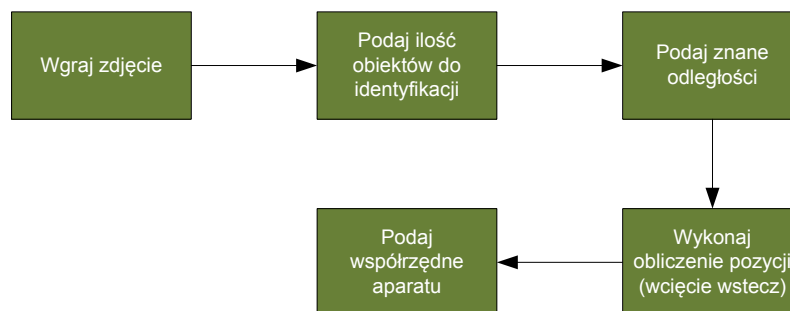 Wgraj zdjęcie
Podaj ilość
obiektów do
identyfikacji
Podaj znane
odległości
Wykonaj
obliczenie pozycji
(wcięcie wstecz)
Podaj
współrzędne
aparatu